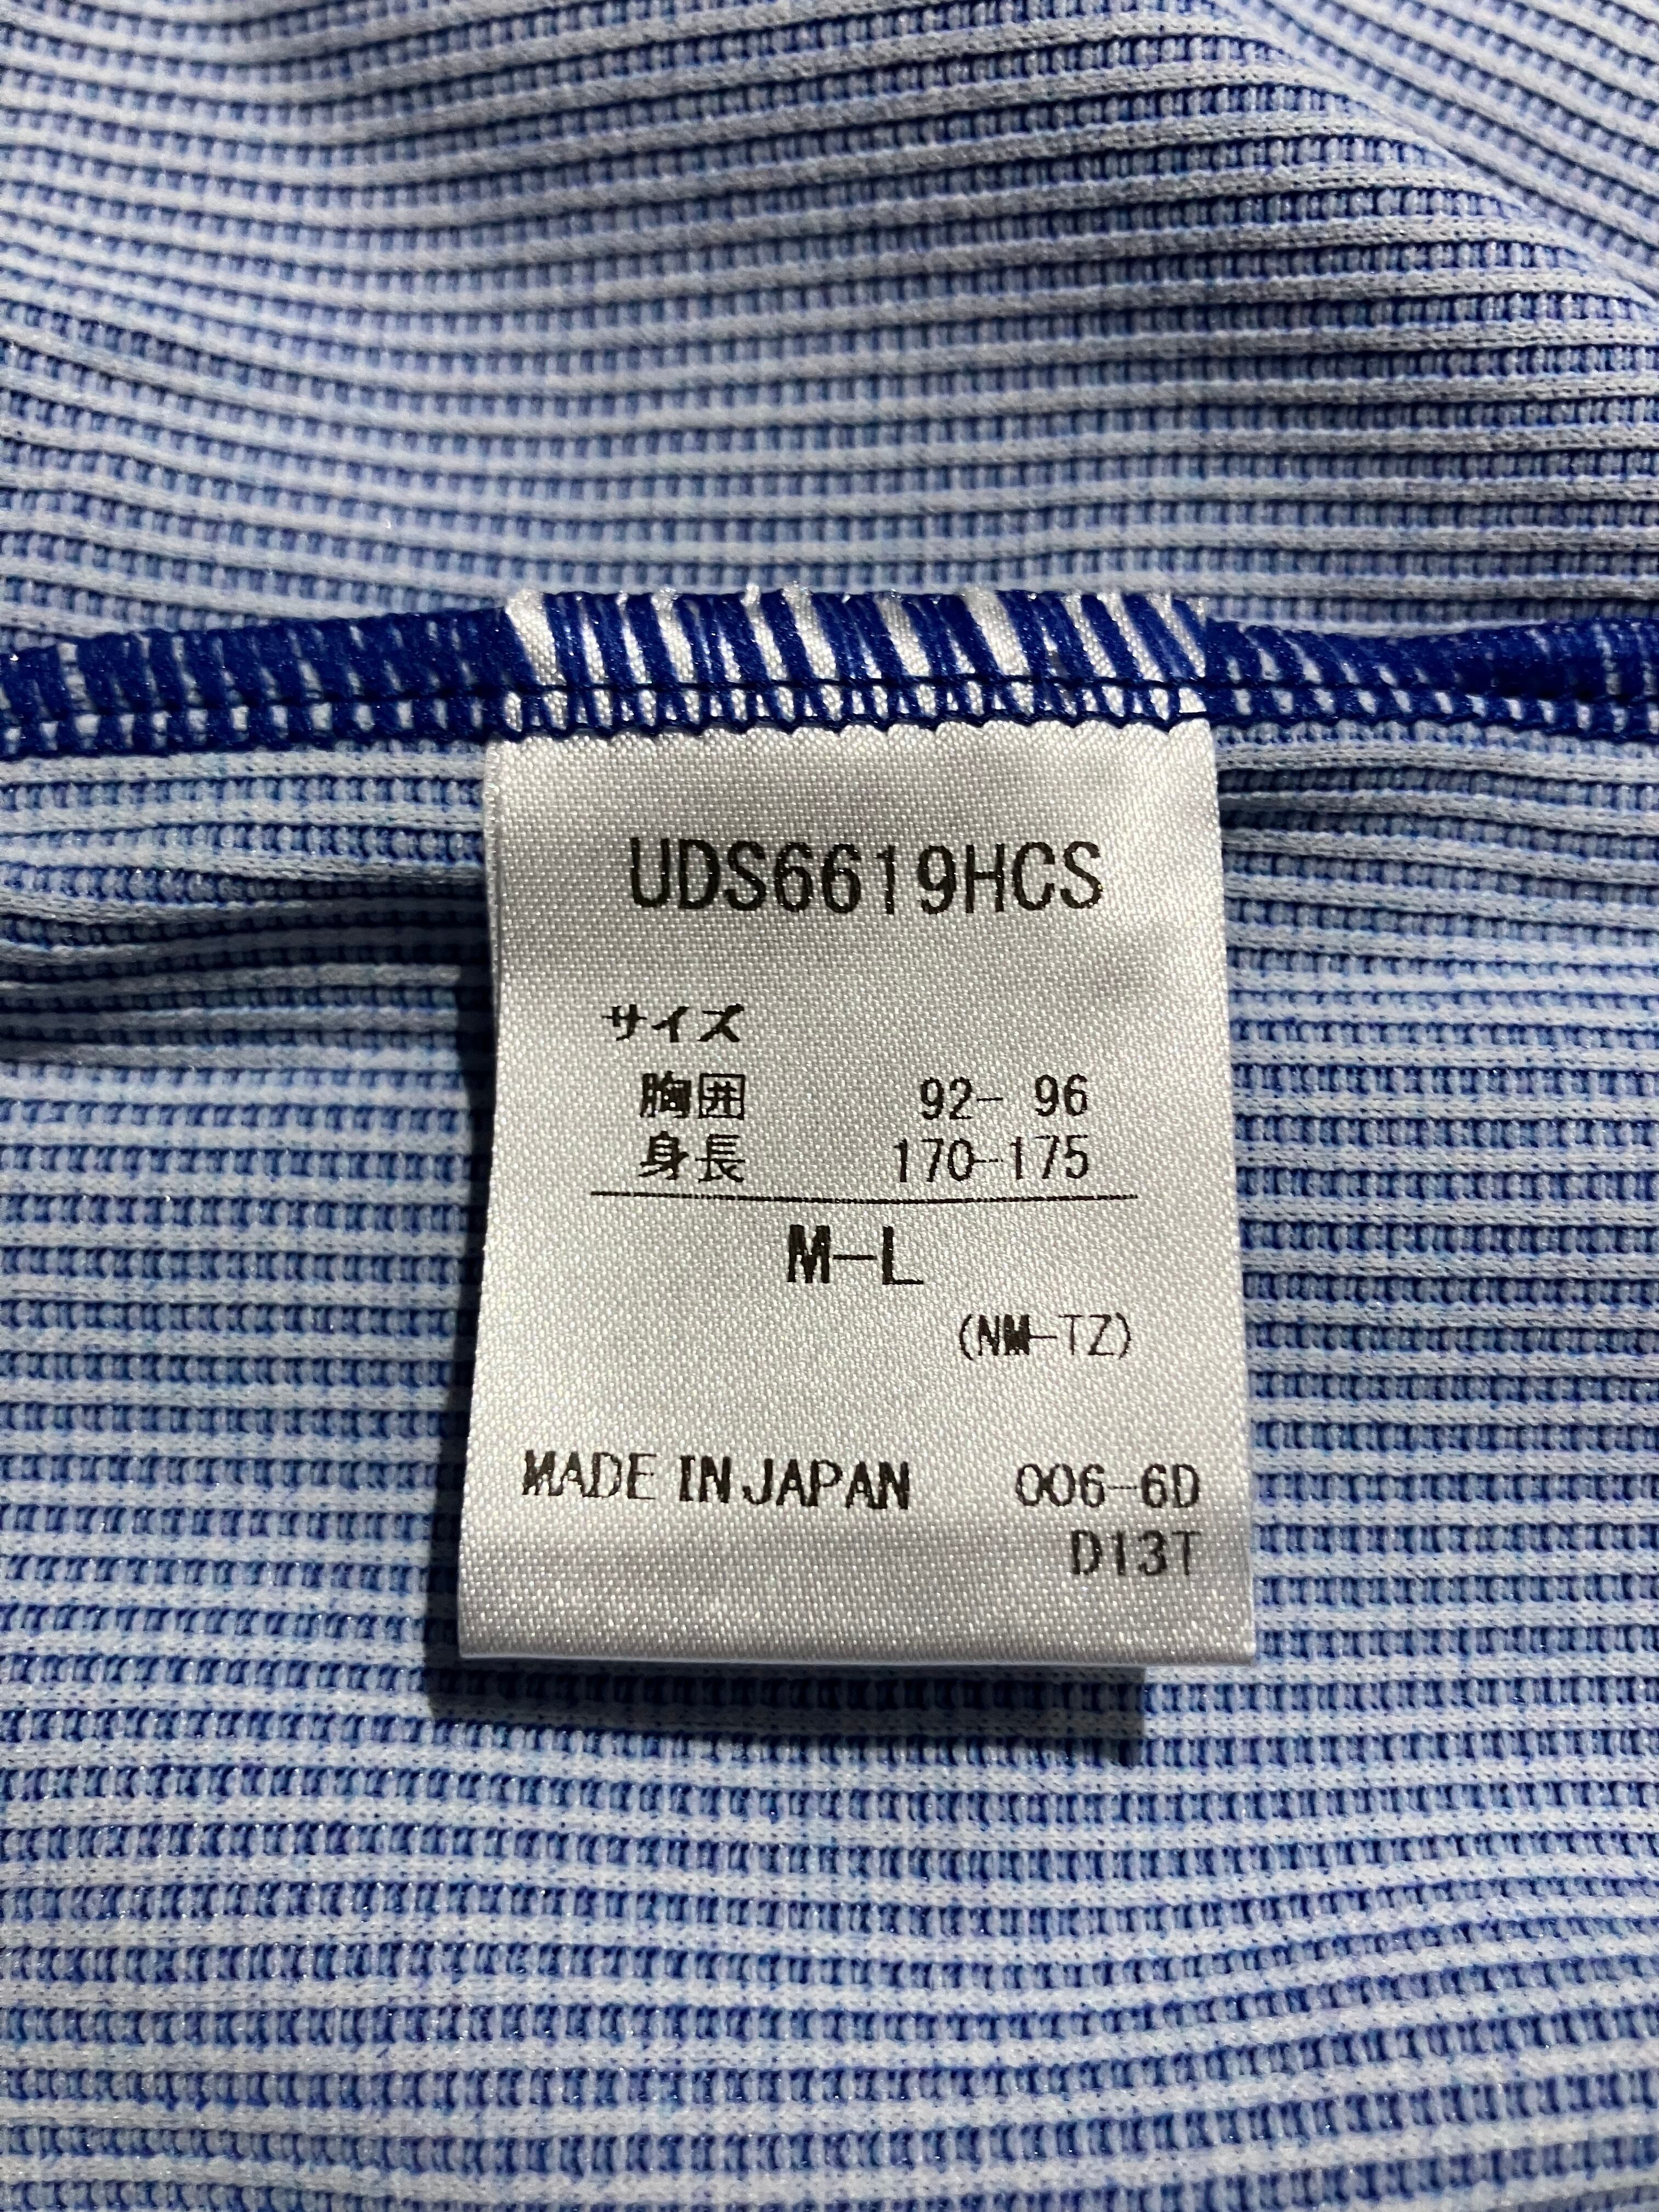 UDS6619HCS
サイズ
胸囲 92- 96
身長 170-175
M-L
(NM-TZ)
MADE IN JAPAN 006-6D
D13T